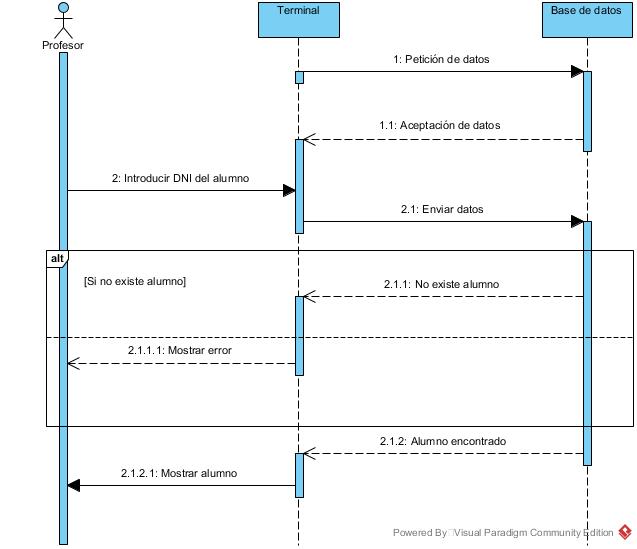 Profesor
Terminal
Base de datos
1: Petición de datos
1.1: Aceptación de datos
2: Introducir DNI del alumno
2.1: Enviar datos
alt
[Si no existe alumno]
2.1.1: No existe alumno
2.1.1.1: Mostrar error
2.1.2: Alumno encontrado
2.1.2.1: Mostrar alumno
Powered By Visual Paradigm Community Edition